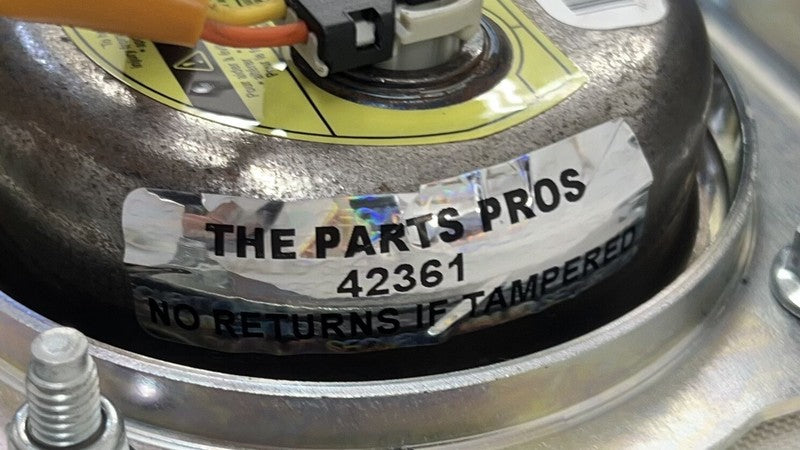 THE PARTS PROS
42361
NO RETURNS IF TAMPERED